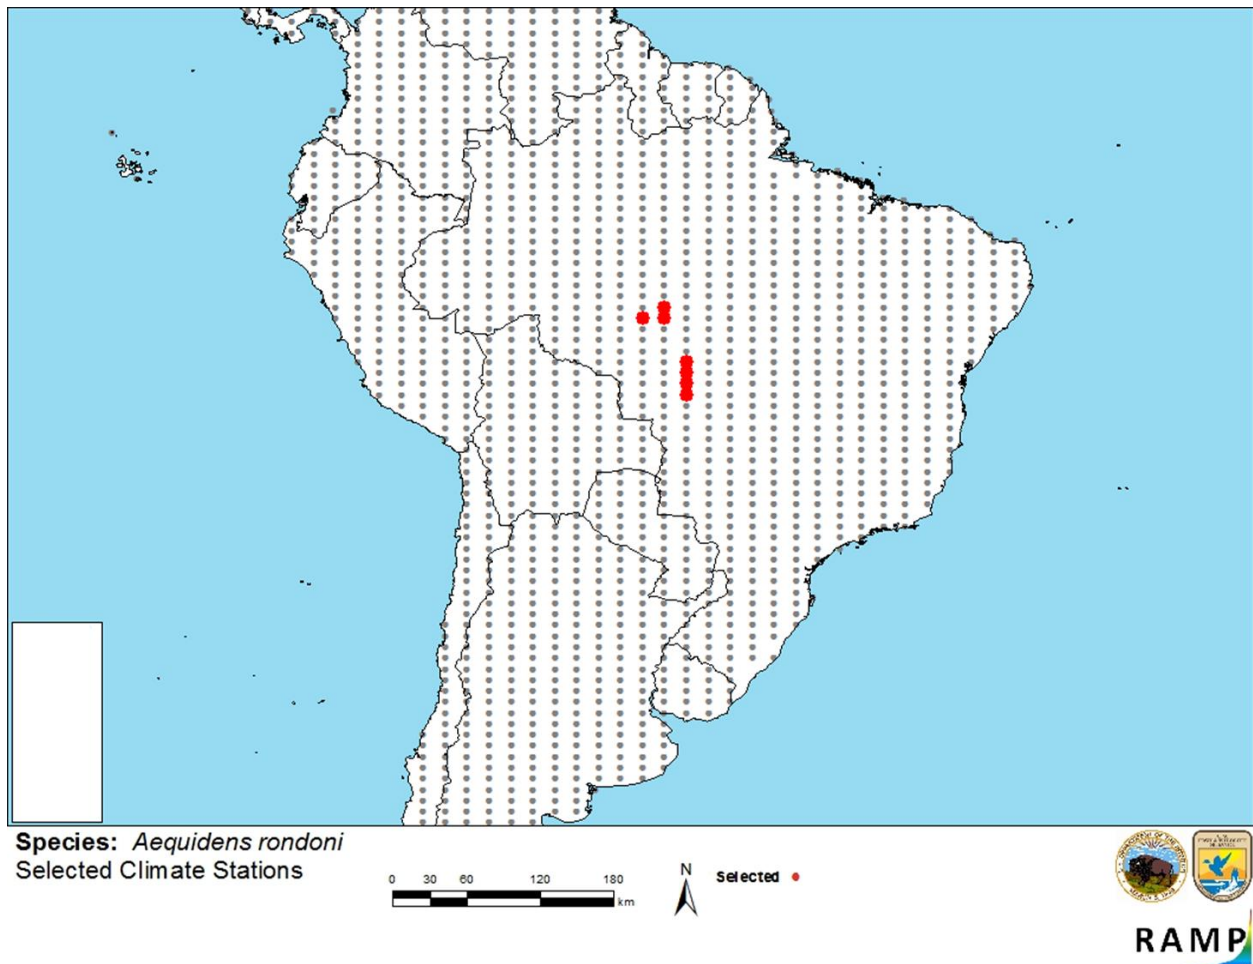 Species: Aequidens rondoni
Selected Climate Stations
0 30 60 120 180
km
N
Selected
RAMP